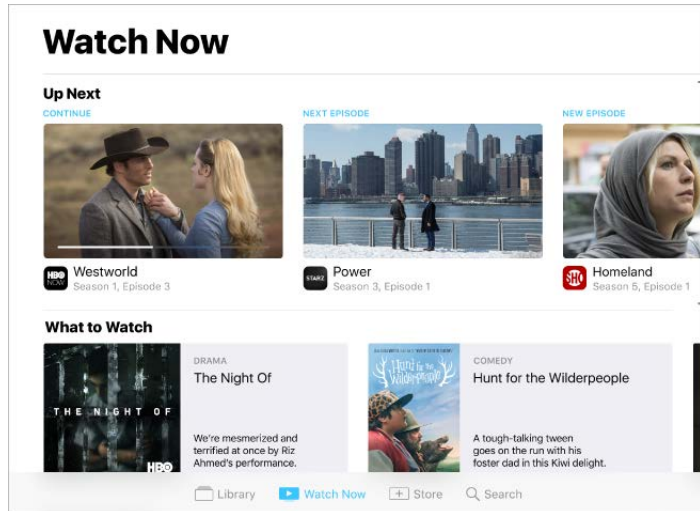 Watch Now
Up Next
CONTINUE
NEXT EPISODE
NEW EPISODE
HBO
NOW
Westworld
Season 1, Episode 3
STARZ
Power
Season 3, Episode 1
SHO
Homeland
Season 5, Episode 1
What to Watch
THE NIGHT OF
HBO
DRAMA
The Night Of
We're mesmerized and
terrified at once by Riz
Ahmed's performance.
Hunt for the
Wilderpeople
COMEDY
Hunt for the Wilderpeople
A tough-talking tween
goes on the run with his
foster dad in this Kiwi delight.
Library
Watch Now
Store
Search